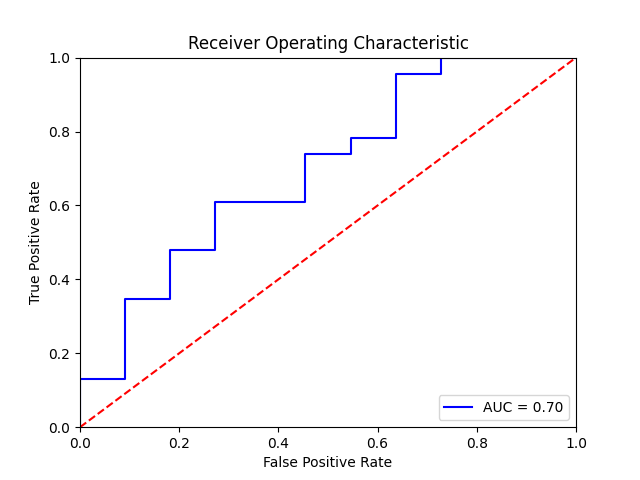 Receiver Operating Characteristic
True Positive Rate
1.0
0.8
0.6
0.4
0.2
0.0
AUC = 0.70
0.0 0.2 0.4 0.6 0.8 1.0
False Positive Rate